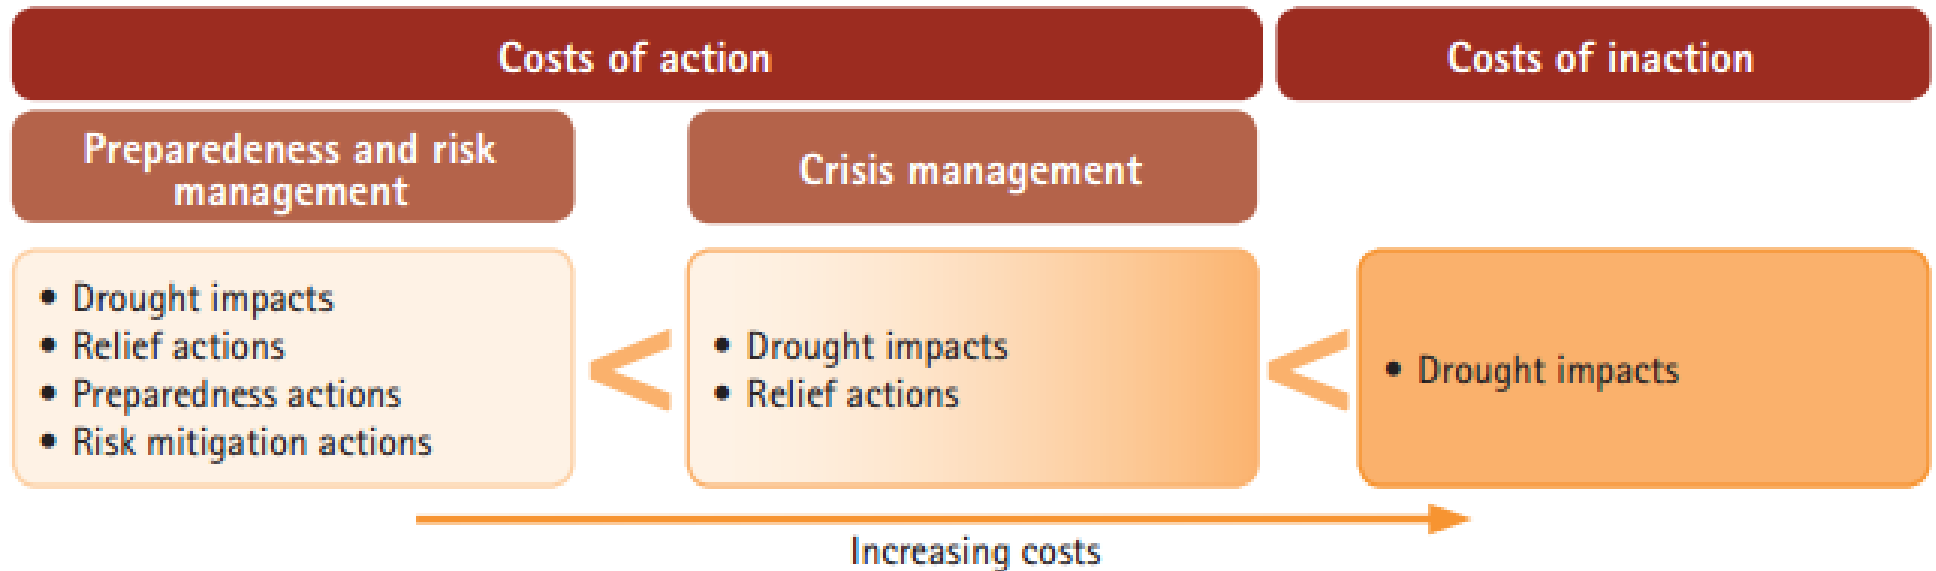 Costs of action
Costs of inaction
Preparedeness and risk
management
Crisis management
• Drought impacts
• Relief actions
• Preparedness actions
• Risk mitigation actions
<
• Drought impacts
• Relief actions
<
• Drought impacts
Increasing costs